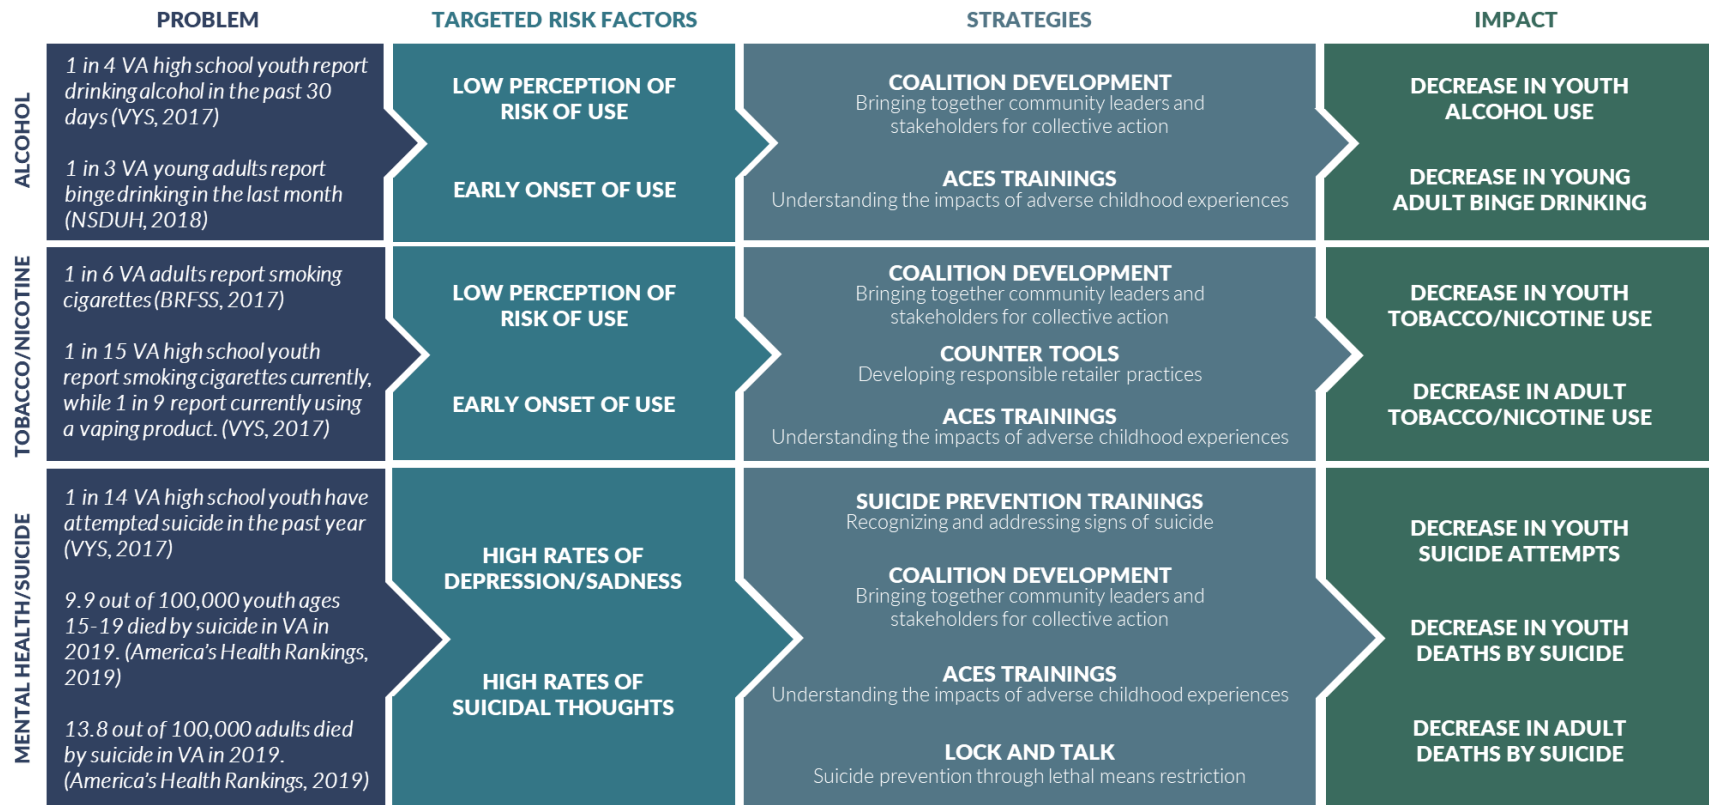 PROBLEM
TARGETED RISK FACTORS
STRATEGIES
IMPACT
ALCOHOL
1 in 4 VA high school youth report
drinking alcohol in the past 30
days (VYS, 2017)
1 in 3 VA young adults report
binge drinking in the last month
(NSDUH, 2018)
LOW PERCEPTION OF
RISK OF USE
EARLY ONSET OF USE
COALITION DEVELOPMENT
Bringing together community leaders and
stakeholders for collective action
ACES TRAININGS
Understanding the impacts of adverse childhood experiences
DECREASE IN YOUTH
ALCOHOL USE
DECREASE IN YOUNG
ADULT BINGE DRINKING
TOBACCO/NICOTINE
1 in 6 VA adults report smoking
cigarettes (BRFSS, 2017)
1 in 15 VA high school youth
report smoking cigarettes currently,
while 1 in 9 report currently using
a vaping product. (VYS, 2017)
LOW PERCEPTION OF
RISK OF USE
EARLY ONSET OF USE
COALITION DEVELOPMENT
Bringing together community leaders and
stakeholders for collective action
COUNTER TOOLS
Developing responsible retailer practices
ACES TRAININGS
Understanding the impacts of adverse childhood experiences
DECREASE IN YOUTH
TOBACCO/NICOTINE USE
DECREASE IN ADULT
TOBACCO/NICOTINE USE
MENTAL HEALTH/SUICIDE
1 in 14 VA high school youth have
attempted suicide in the past year
(VYS, 2017)
9.9 out of 100,000 youth ages
15-19 died by suicide in VA in
2019. (America's Health Rankings,
2019)
13.8 out of 100,000 adults died
by suicide in VA in 2019.
(America's Health Rankings, 2019)
HIGH RATES OF
DEPRESSION/SADNESS
HIGH RATES OF
SUICIDAL THOUGHTS
SUICIDE PREVENTION TRAININGS
Recognizing and addressing signs of suicide
COALITION DEVELOPMENT
Bringing together community leaders and
stakeholders for collective action
ACES TRAININGS
Understanding the impacts of adverse childhood experiences
LOCK AND TALK
Suicide prevention through lethal means restriction
DECREASE IN YOUTH
SUICIDE ATTEMPTS
DECREASE IN YOUTH
DEATHS BY SUICIDE
DECREASE IN ADULT
DEATHS BY SUICIDE